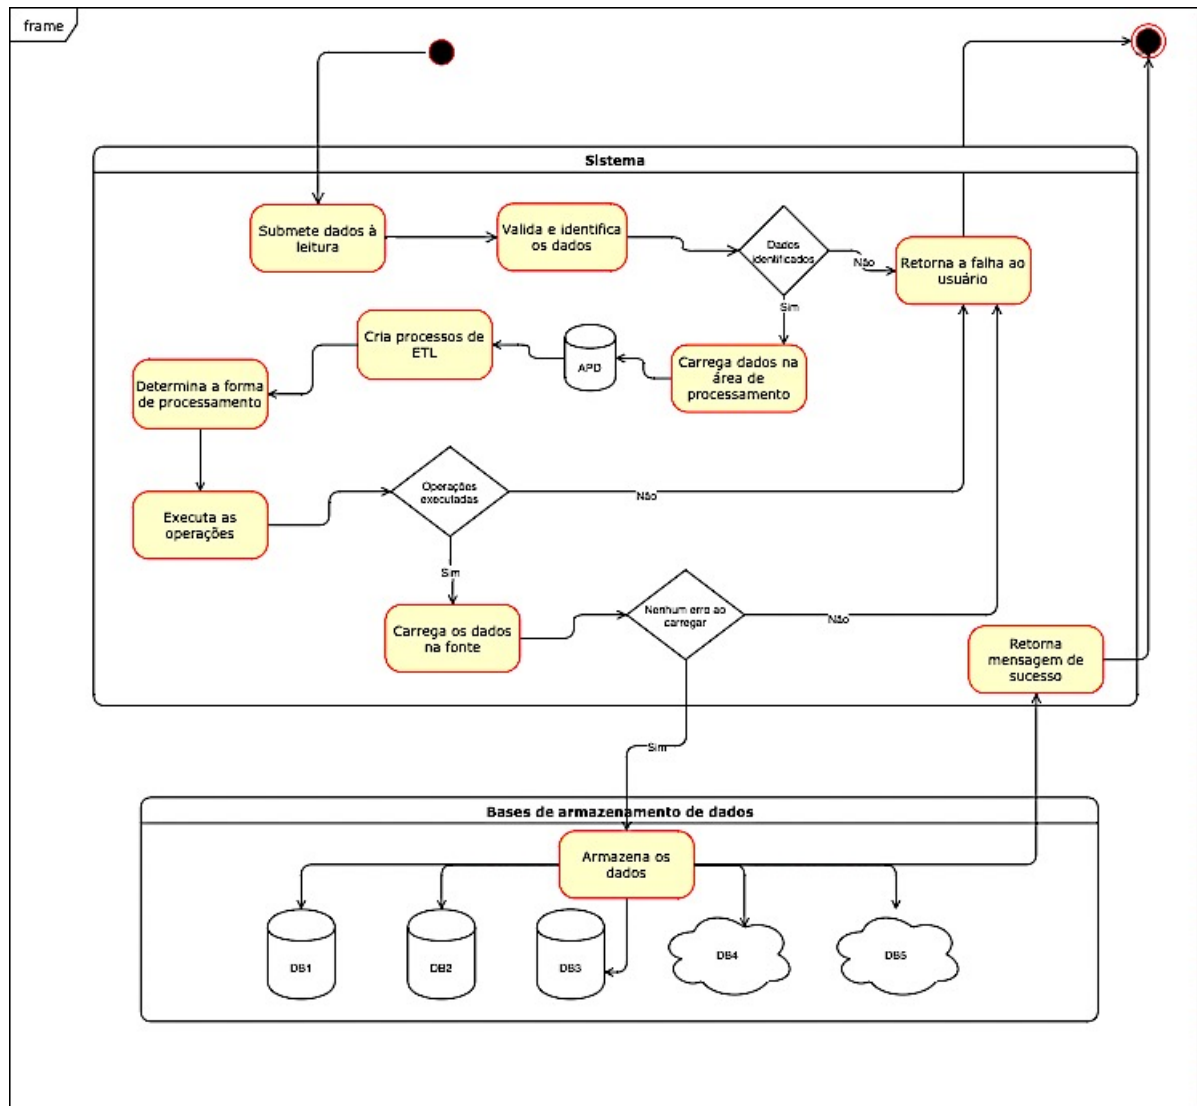 frame
Sistema
Submete dados à
leitura
Valida e identifica
os dados
Dados
identificados
Não
Retorna a falha ao
usuário
Sim
Cria processos de
ETL
APD
Carrega dados na
área de
processamento
Determina a forma
de processamento
Executa as
operações
Operações
executadas
Não
Sim
Carrega os dados
na fonte
Nenhum erro ao
carregar
Não
Retorna
mensagem de
sucesso
Sim
Bases de armazenamento de dados
Armazena os
dados
DB1
DB2
DB3
DB4
DB5